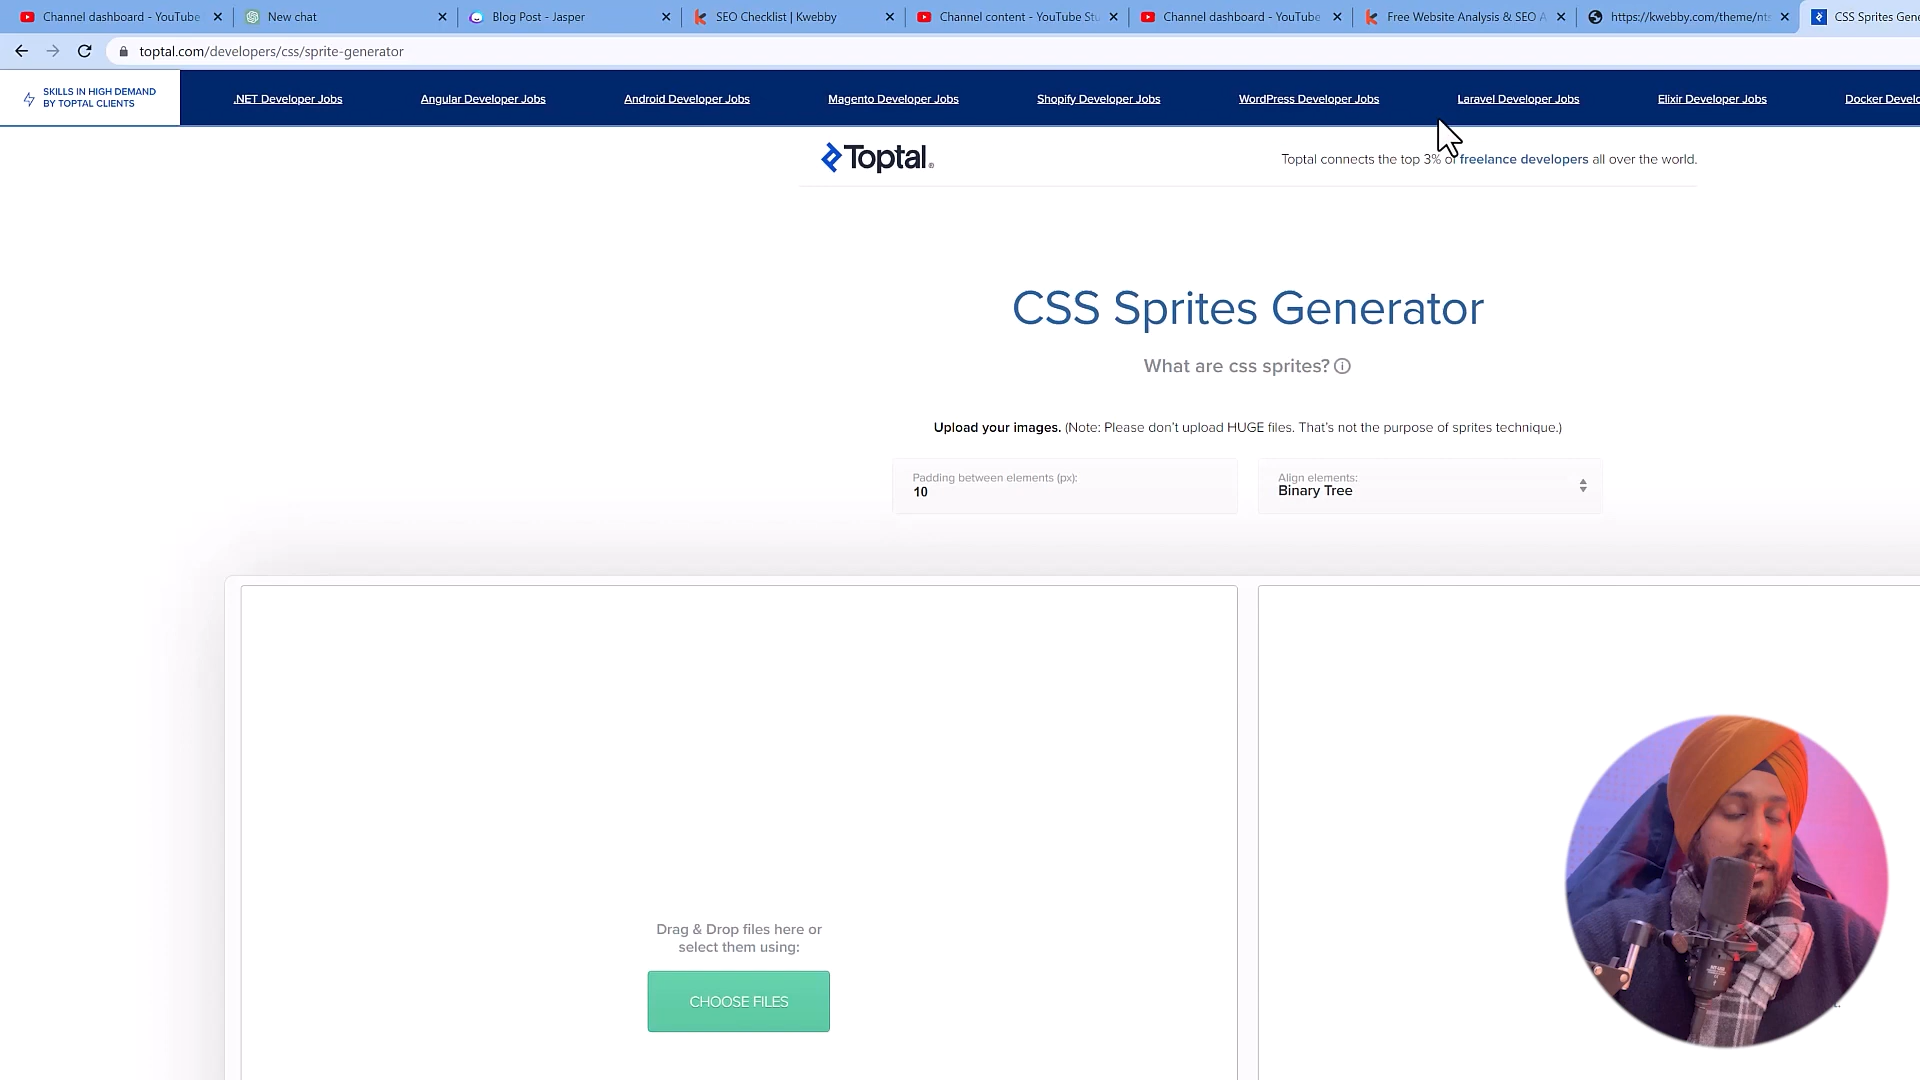 Channel dashboard - YouTube
New chat
Blog Post - Jasper
SEO Checklist | Kwebby
Channel content - YouTube Stu
Channel dashboard - YouTube
Free Website Analysis & SEO A
https://kwebby.com/theme/nts
CSS Sprites Gene
toptal.com/developers/css/sprite-generator
SKILLS IN HIGH DEMAND
BY TOPTAL CLIENTS
.NET Developer Jobs
Angular Developer Jobs
Android Developer Jobs
Magento Developer Jobs
Shopify Developer Jobs
WordPress Developer Jobs
Laravel Developer Jobs
Elixir Developer Jobs
Docker Develo
Toptal®
Toptal connects the top 3% of freelance developers all over the world.
CSS Sprites Generator
What are css sprites?
Upload your images. (Note: Please don't upload HUGE files. That's not the purpose of sprites technique.)
Padding between elements (px):
10
Align elements:
Binary Tree
Drag & Drop files here or
select them using:
CHOOSE FILES